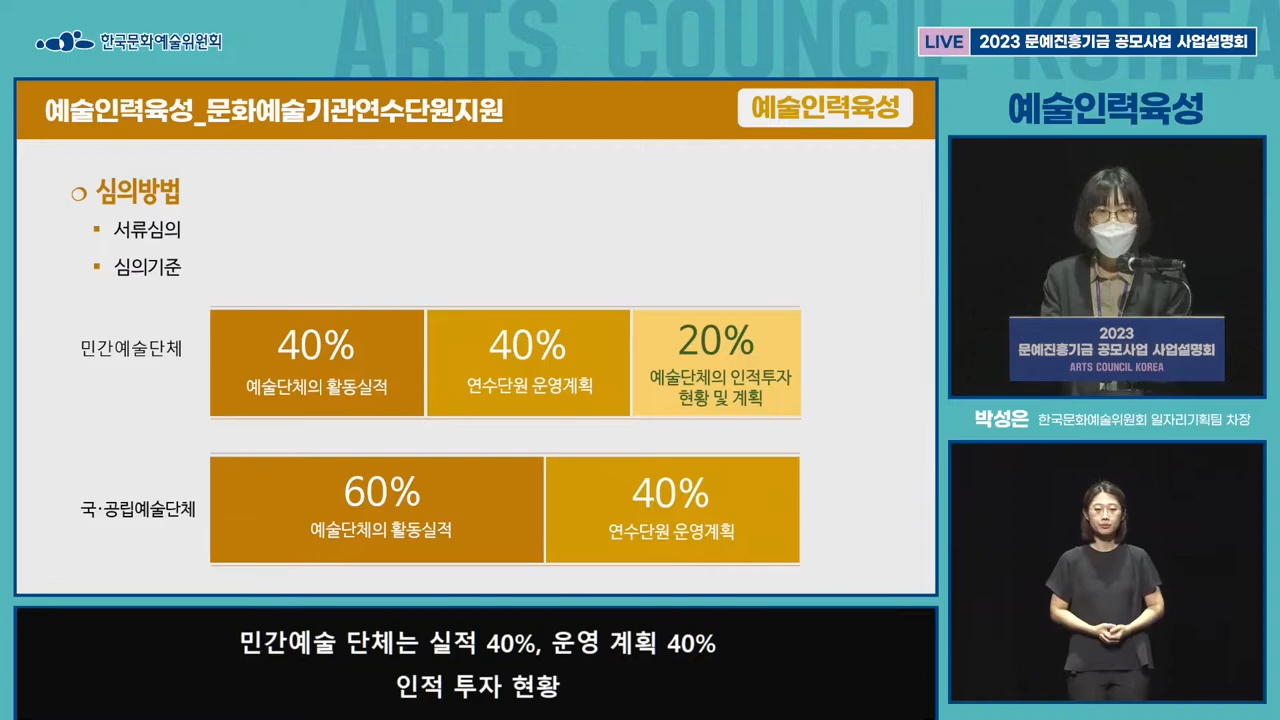 ARTS COUNCIL KOREA
한국문화예술위원회
LIVE 2023 문예진흥기금 공모사업 사업설명회
예술인력육성_문화예술기관연수단원지원
예술인력육성
예술인력육성
심의방법
서류심의
심의기준
민간예술단체
40%
예술단체의 활동실적
40%
연수단원 운영계획
20%
예술단체의 인적투자
현황 및 계획
국·공립예술단체
60%
예술단체의 활동실적
40%
연수단원 운영계획
2023
문예진흥기금 공모사업 사업설명회
ARTS COUNCIL KOREA
박성은 한국문화예술위원회 일자리기획팀 차장
민간예술 단체는 실적 40%, 운영 계획 40%
인적 투자 현황